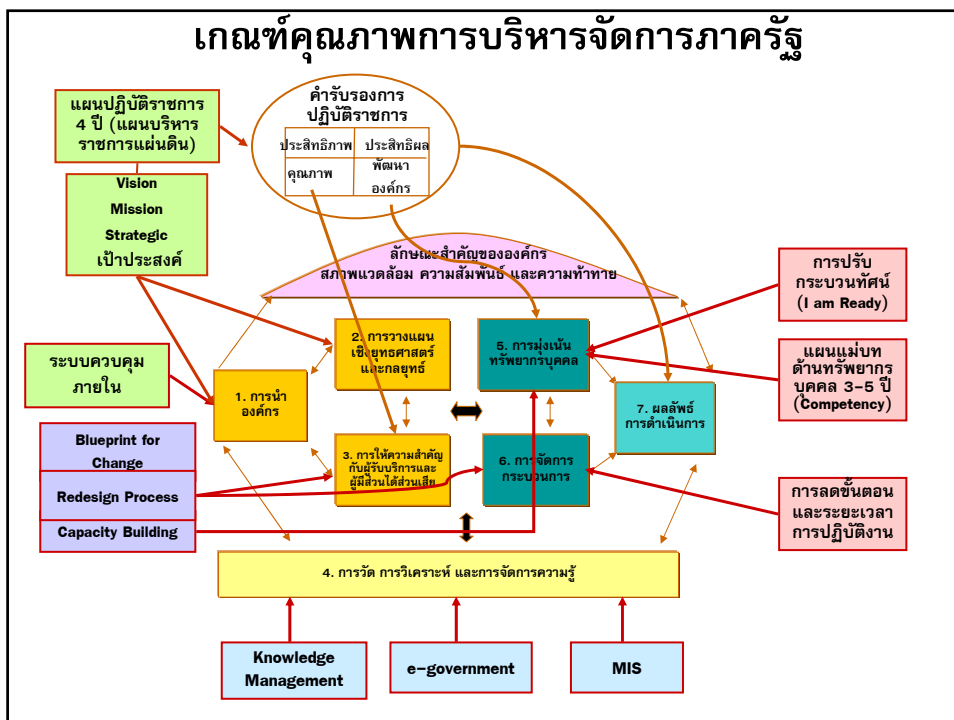 เกณฑ์คุณภาพการบริหารจัดการภาครัฐ
แผนปฏิบัติราชการ
4 ปี (แผนบริหาร
ราชการแผ่นดิน)
คำรับรองการ
ปฏิบัติราชการ
ประสิทธิภาพ
ประสิทธิผล
คุณภาพ
พัฒนา
องค์กร
Vision
Mission
Strategic
เป้าประสงค์
ลักษณะสำคัญขององค์กร
สภาพแวดล้อม ความสัมพันธ์ และความท้าทาย
การปรับ
กระบวนทัศน์
(I am Ready)
ระบบควบคุม
ภายใน
1. การนำ
องค์กร
2. การวางแผน
เชิงยุทธศาสตร์
และกลยุทธ์
5. การมุ่งเน้น
ทรัพยากรบุคคล
แผนแม่บท
ด้านทรัพยากร
บุคคล 3-5 ปี
(Competency)
7. ผลลัพธ์
การดำเนินการ
Blueprint for
Change
Redesign Process
Capacity Building
3. การให้ความสำคัญ
กับผู้รับบริการและ
ผู้มีส่วนได้ส่วนเสีย
6. การจัดการ
กระบวนการ
การลดขั้นตอน
และระยะเวลา
การปฏิบัติงาน
4. การวัด การวิเคราะห์ และการจัดการความรู้
Knowledge
Management
e-government
MIS